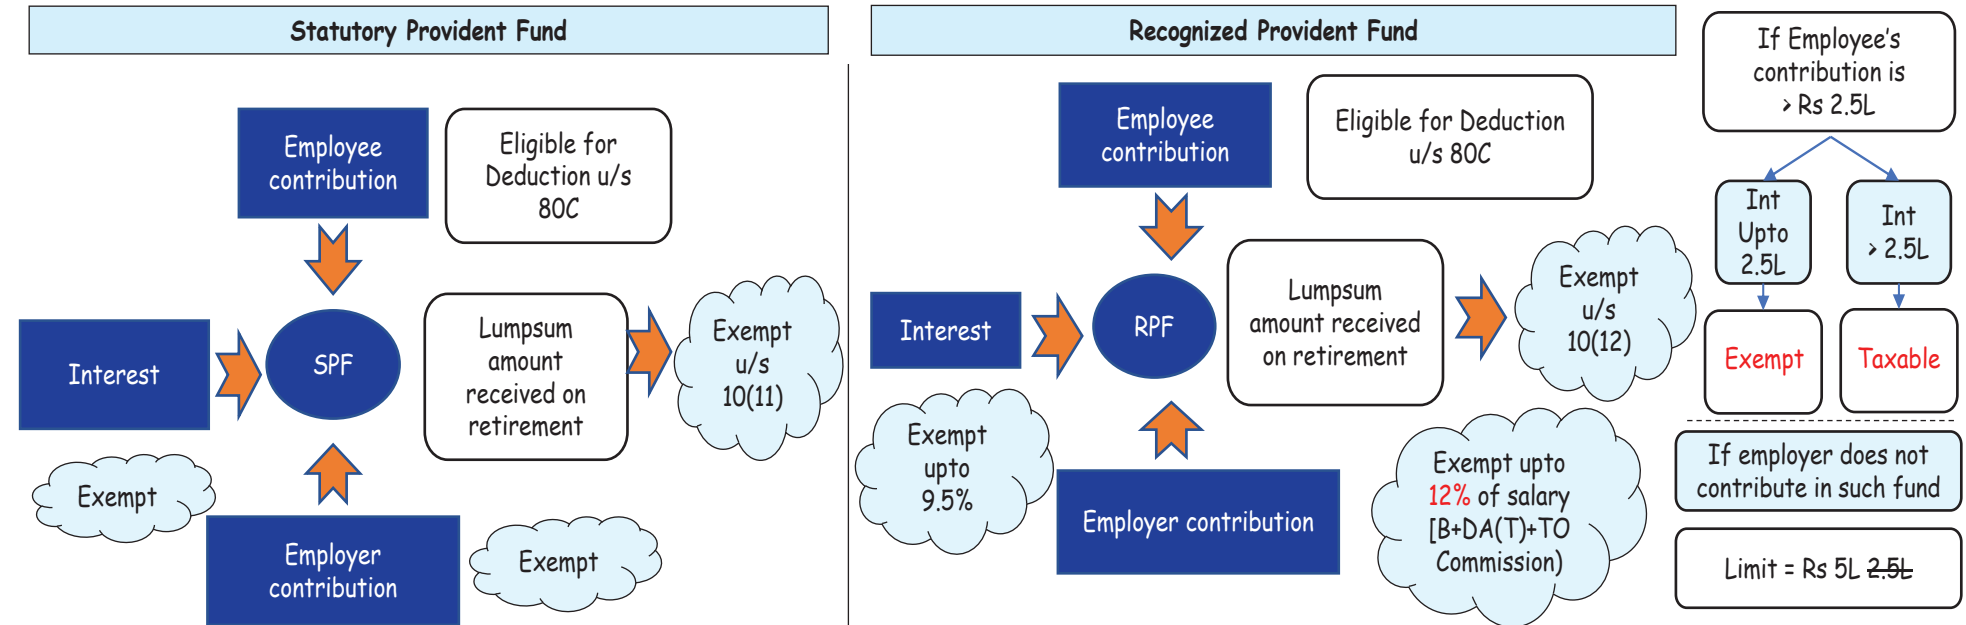 Statutory Provident Fund
Employee
contribution
Eligible for
Deduction u/s
80C
Interest
SPF
Lumpsum
amount
received on
retirement
Exempt
u/s
10(11)
Exempt
Employer
contribution
Exempt
Recognized Provident Fund
Employee
contribution
Eligible for Deduction
u/s 80C
Interest
RPF
Lumpsum
amount received
on retirement
Exempt
u/s
10(12)
Exempt
upto
9.5%
Employer contribution
Exempt upto
12% of salary
[B+DA(T)+TO
Commission)
If Employee's
contribution is
> Rs 2.5L
Int
Upto
2.5L
Int
> 2.5L
Exempt
Taxable
If employer does not
contribute in such fund
Limit = Rs 5L 2.5L